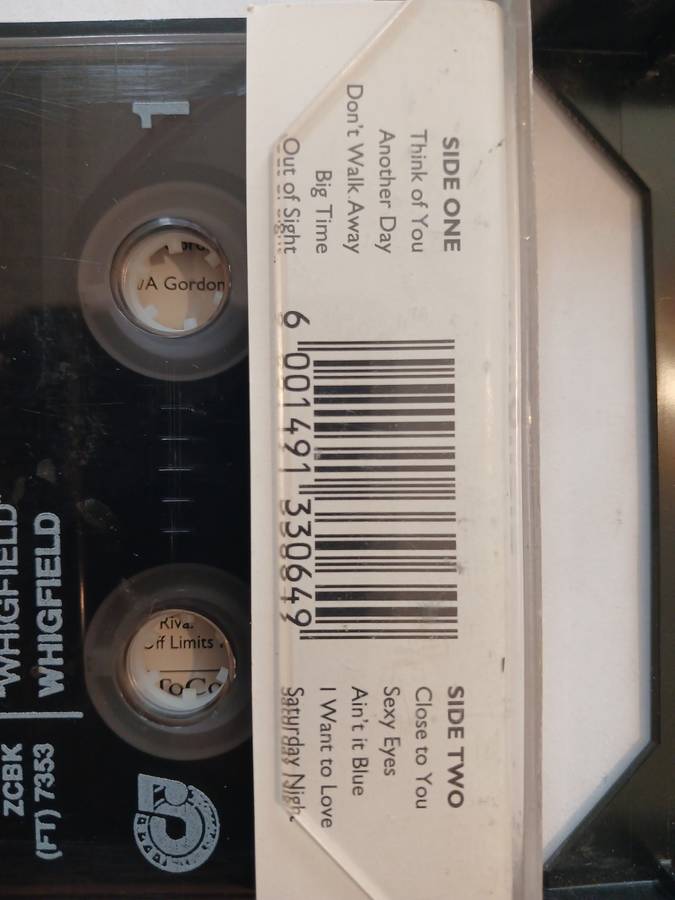 SIDE ONE
Think of You
Another Day
Don't Walk Away
Big Time
Out of Sight
6 001491 330649
SIDE TWO
Close to You
Sexy Eyes
Ain't it Blue
I Want to Love
Saturday Nigh
1
/A Gordon
Off Limits
WHIGFIELD
"WHIGFIELD"
ZCBK
(FT) 7353